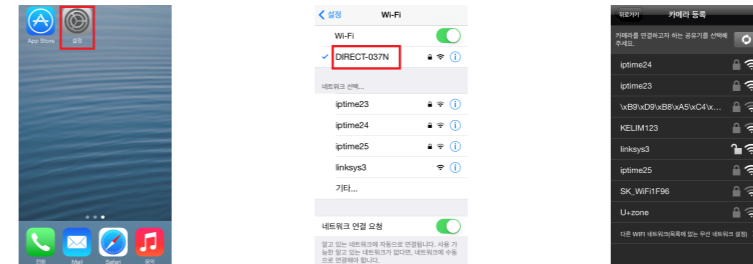 App Store
설정
전화
Mail
Safari
음악
설정
Wi-Fi
Wi-Fi
DIRECT-037N
네트워크 선택...
iptime23
iptime24
iptime25
linksys3
기타...
네트워크 연결 요청
알고 있는 네트워크에 자동으로 연결됩니다. 사용 가
능한 알고 있는 네트워크가 없다면, 네트워크에 수동
으로 연결해야 합니다.
뒤로가기
카메라 등록
카메라를 연결하고자 하는 공유기를 선택해
주세요.
iptime24
iptime23
\xB9\xD9\xB8\xA5\xC4\x...
KELIM123
linksys3
iptime25
SK_WiFi1F96
U+zone
다른 WIFI 네트워크(목록에 없는 무선 네트워크 설정)